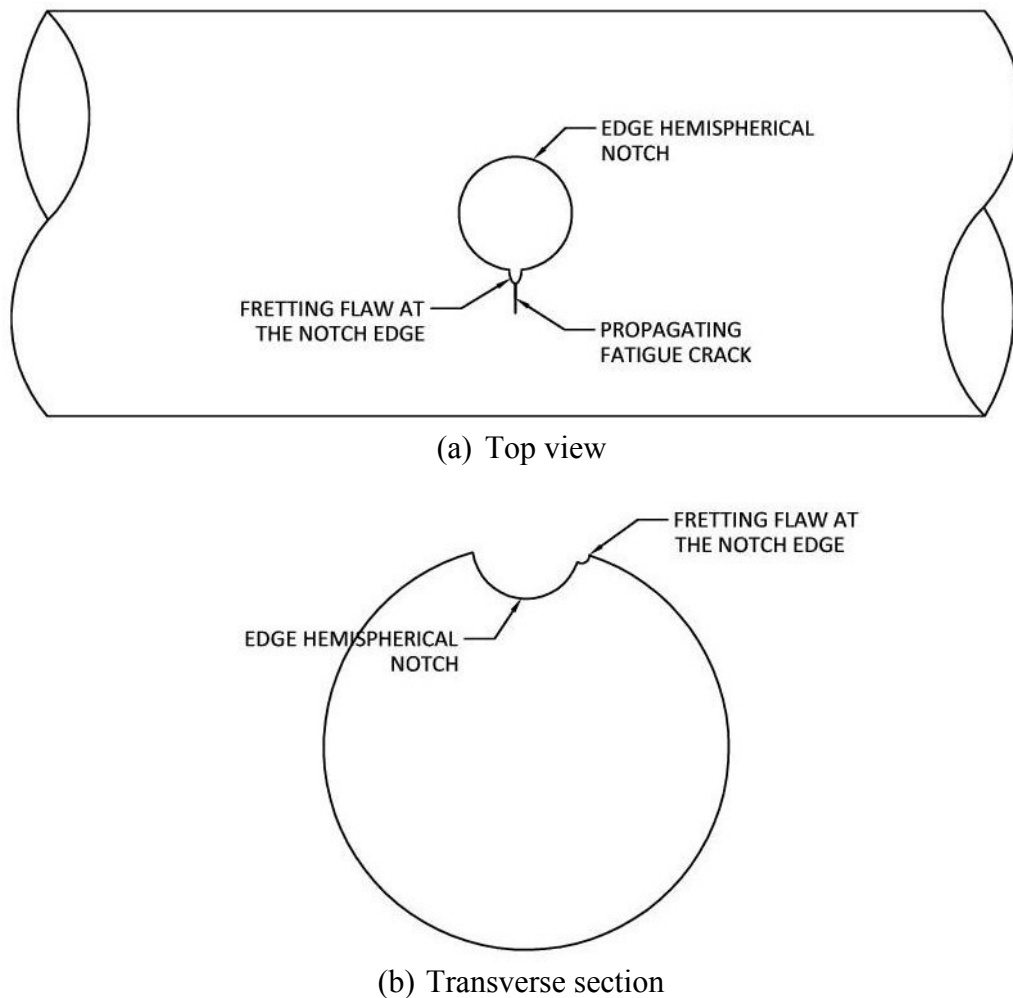 EDGE HEMISPHERICAL
NOTCH
FRETTING FLAW AT
THE NOTCH EDGE
PROPAGATING
FATIGUE CRACK
(a) Top view
FRETTING FLAW AT
THE NOTCH EDGE
EDGE HEMISPHERICAL
NOTCH
(b) Transverse section